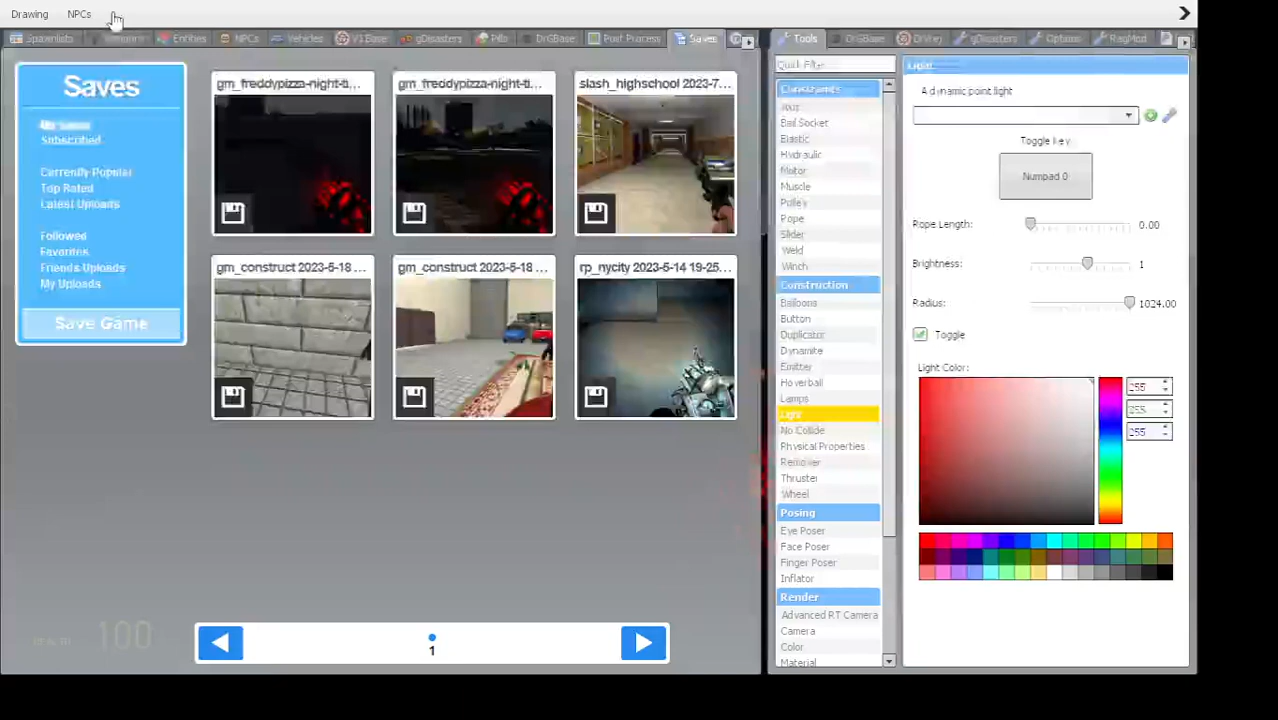 Drawing NPCs
Spawnlists Entities NPCs Vehicles VJ Base gDisasters Pills DrGBase Post Process Saves
Tools DrGBase DrVrej gDisasters Options RagMod
Saves
My Saves
Subscribed
Currently Popular
Top Rated
Latest Uploads
Followed
Favorites
Friends Uploads
My Uploads
Save Game
gm_freddypizza-night-ti...
gm_freddypizza-night-ti...
slash_highschool 2023-7...
gm_construct 2023-5-18 ...
gm_construct 2023-5-18 ...
rp_nycity 2023-5-14 19-25...
100
1
Quick Filter
Constraints
Axis
Ball Socket
Elastic
Hydraulic
Motor
Muscle
Pulley
Rope
Slider
Weld
Winch
Construction
Balloons
Button
Duplicator
Dynamite
Emitter
Hoverball
Lamps
Light
No Collide
Physical Properties
Remover
Thruster
Wheel
Posing
Eye Poser
Face Poser
Finger Poser
Inflator
Render
Advanced RT Camera
Camera
Color
Material
Light
A dynamic point light
Toggle key
Numpad 0
Rope Length: 0.00
Brightness: 1
Radius: 1024.00
Toggle
Light Color:
255
255
255